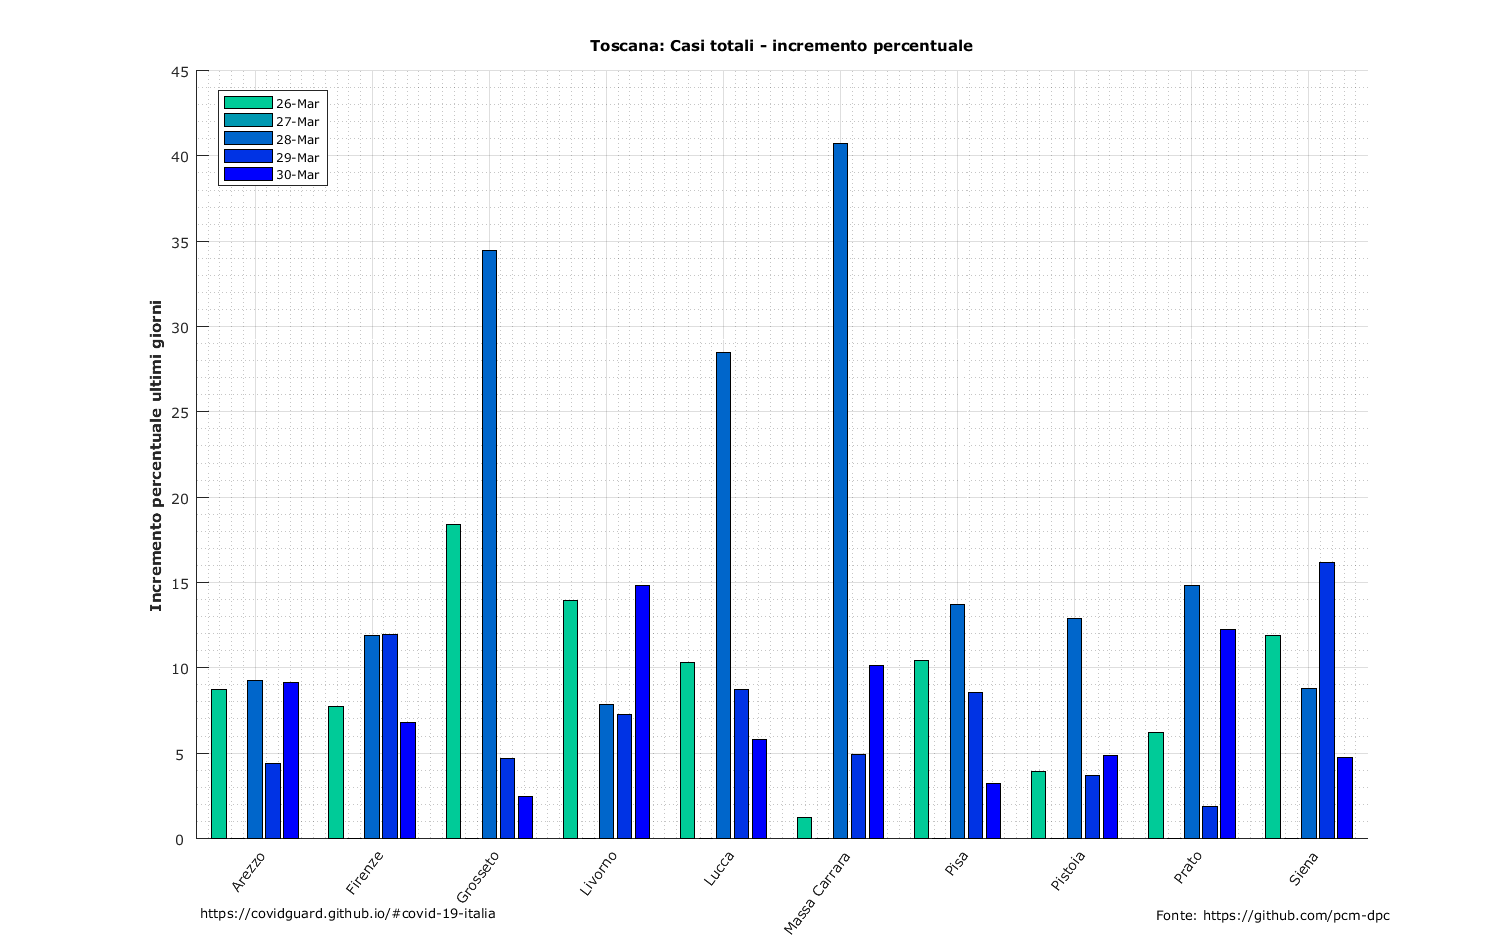 Toscana: Casi totali - incremento percentuale
45
40
35
30
25
20
15
10
5
0
Incremento percentuale ultimi giorni
26-Mar
27-Mar
28-Mar
29-Mar
30-Mar
Arezzo
Firenze
Grosseto
Livorno
Lucca
Massa Carrara
Pisa
Pistoia
Prato
Siena
https://covidguard.github.io/#covid-19-italia
Fonte: https://github.com/pcm-dpc